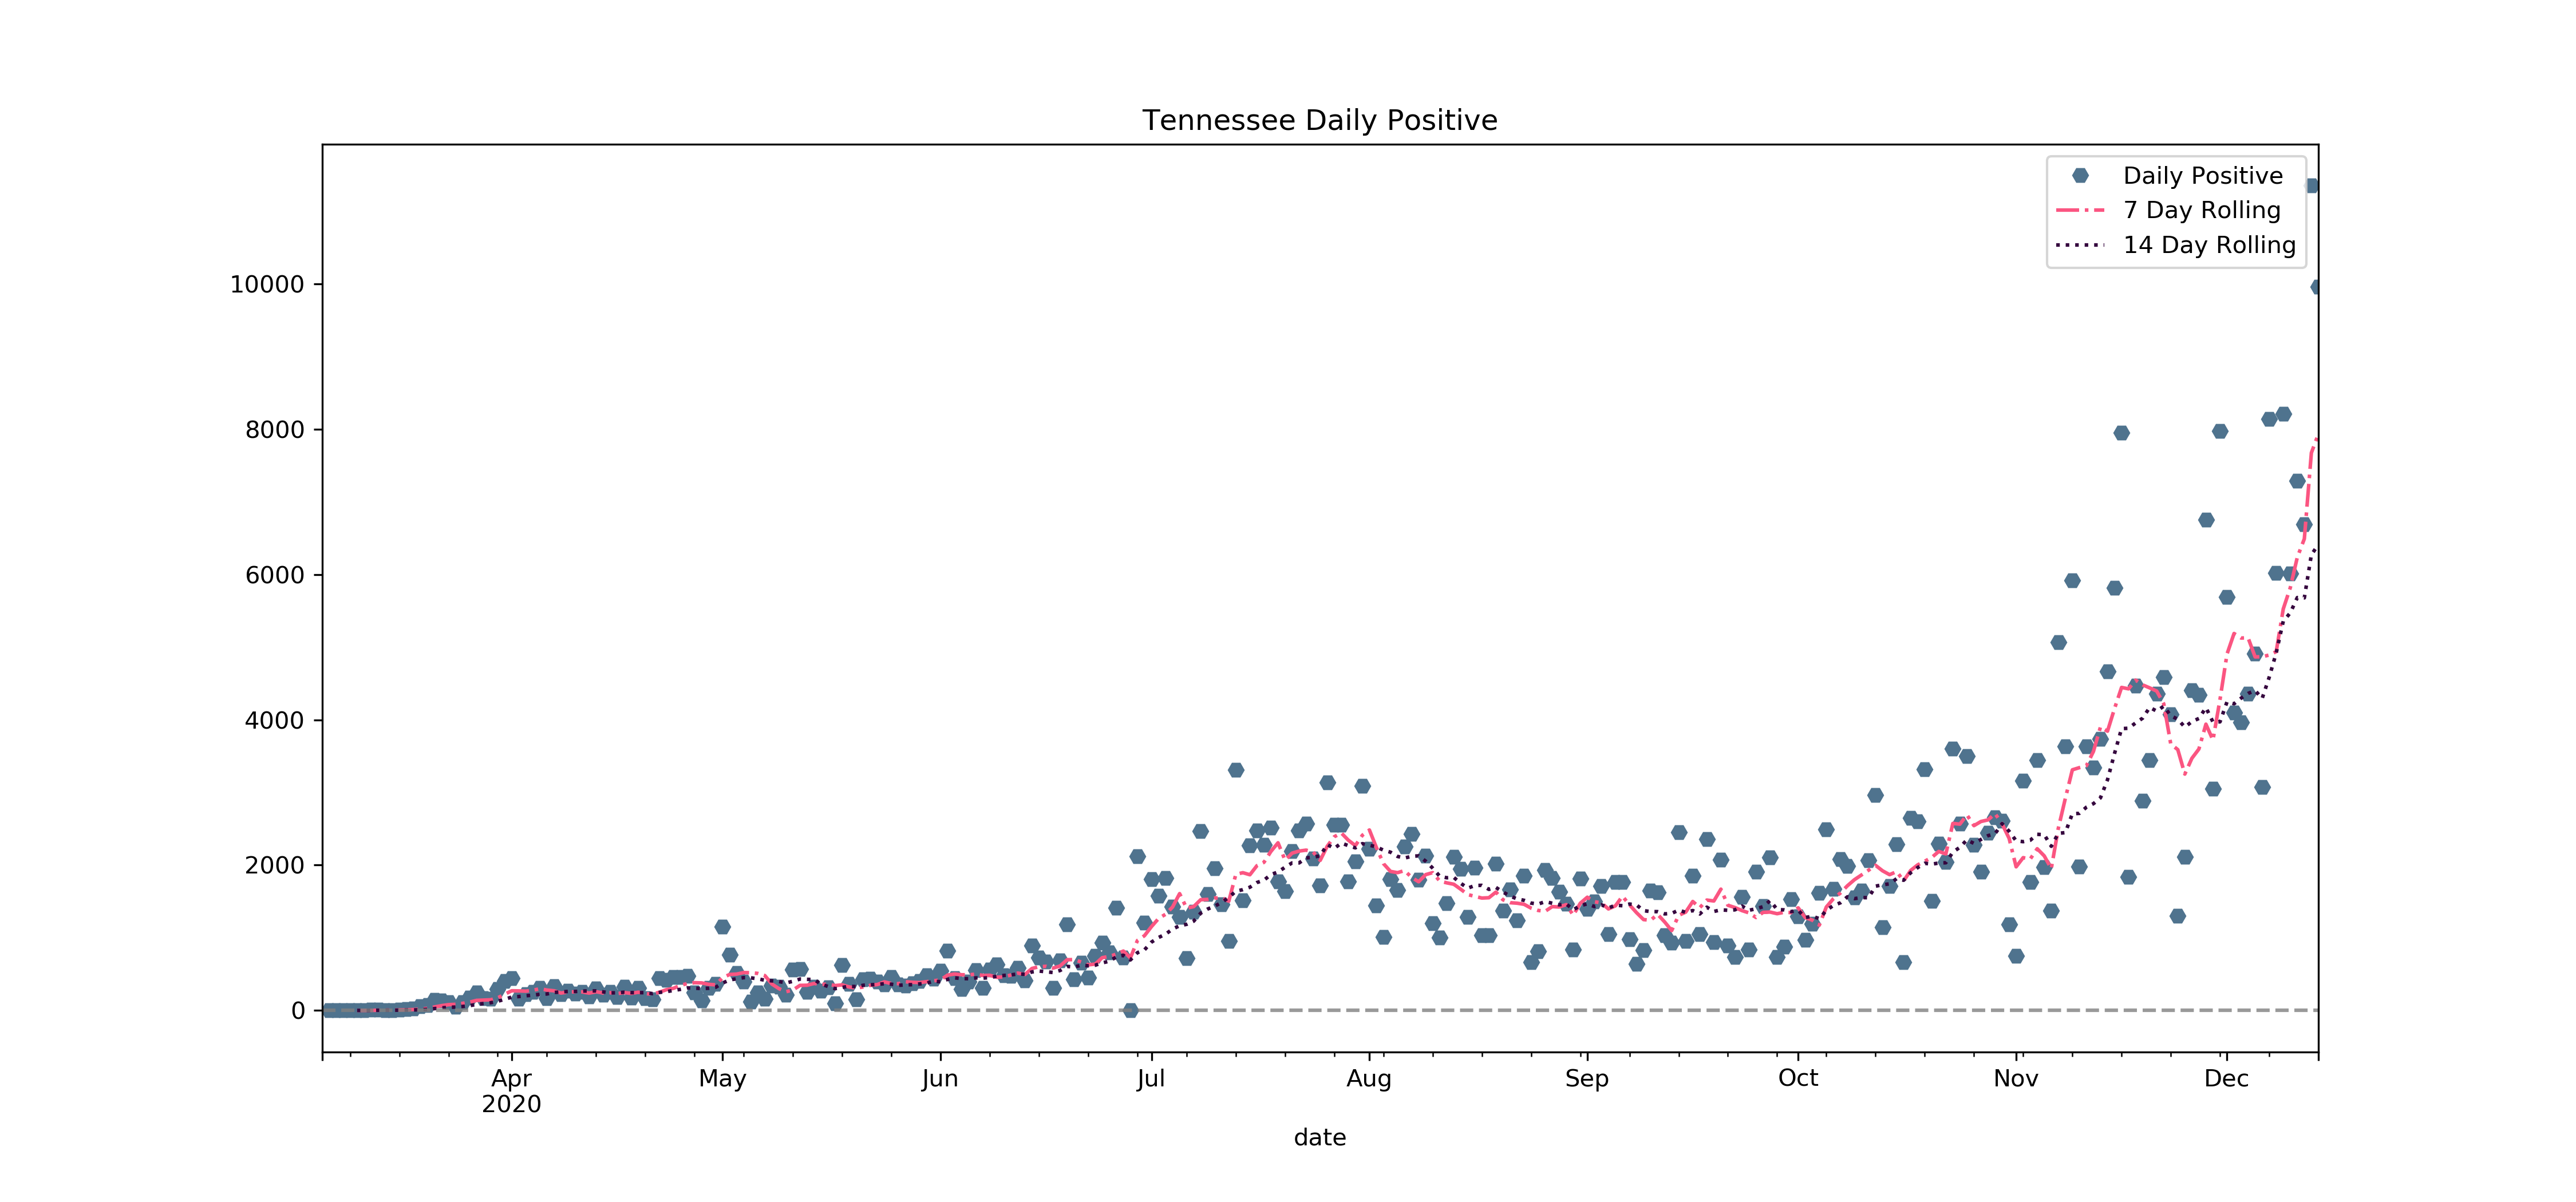 Tennessee Daily Positive
Daily Positive
7 Day Rolling
14 Day Rolling
10000
8000
6000
4000
2000
0
Apr May Jun Jul Aug Sep Oct Nov Dec
2020
date